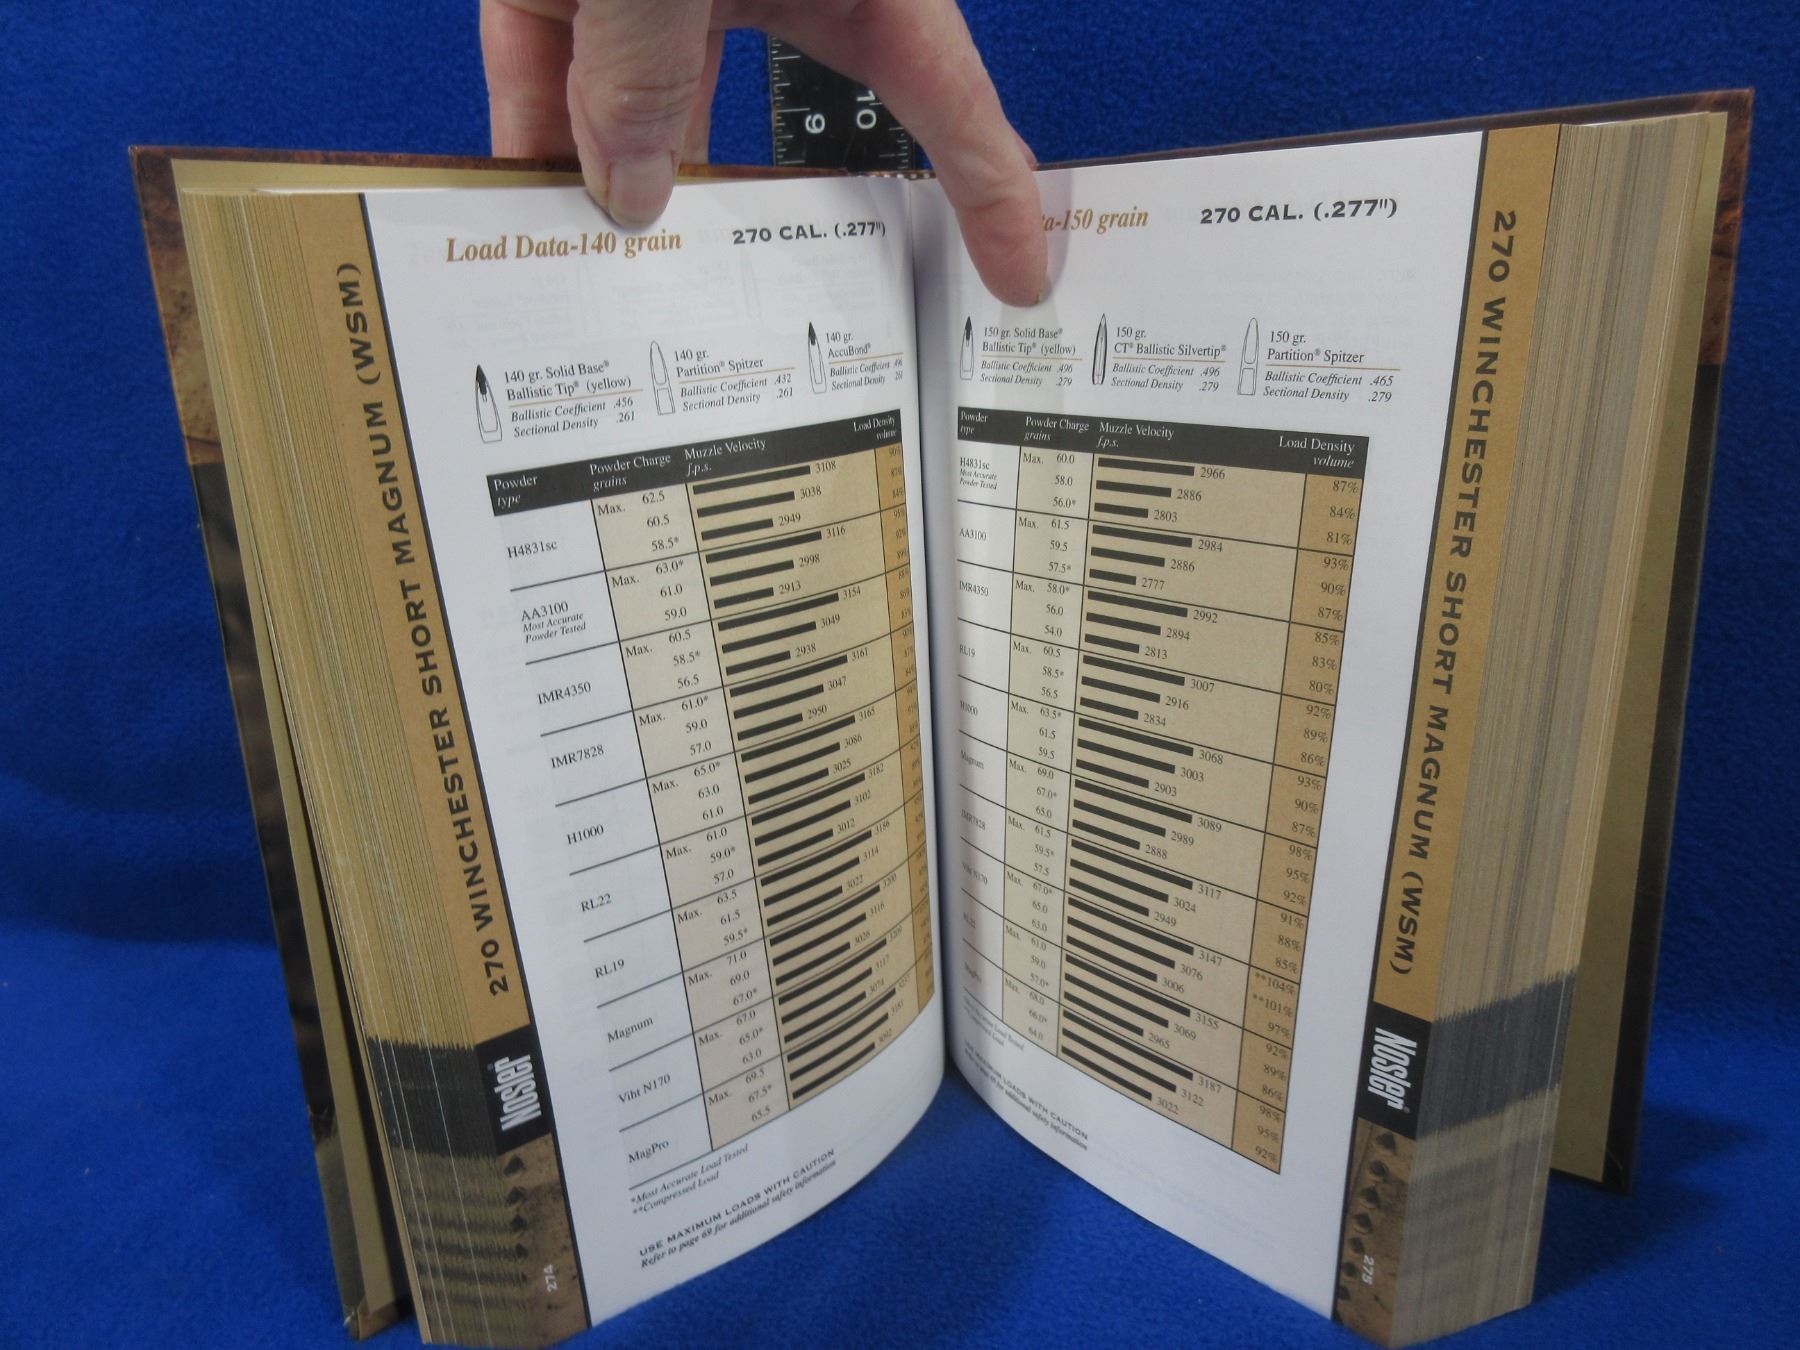 9
10
Load Data-140 grain
270 CAL. (.277")
140 gr. Solid Base®
Ballistic Tip® (yellow)
Ballistic Coefficient .456
Sectional Density .261
140 gr.
Partition® Spitzer
Ballistic Coefficient .432
Sectional Density .261
140 gr.
AccuBond®
Ballistic Coefficient
Sectional Density
Powder type Powder Charge grains Muzzle Velocity f.p.s. Load Density volume
H4831sc
Max. 62.5 3108
60.5 3038
58.5* 2949
AA3100
Most Accurate
Powder Tested
Max. 63.0* 3116
61.0 2998
59.0 2913
IMR4350
Max. 60.5 3154
58.5* 3049
56.5 2938
IMR7828
Max. 61.0* 3161
59.0 3047
57.0 2950
H1000
Max. 65.0* 3165
63.0 3086
61.0 3025
RL22
Max. 61.0 3182
59.0* 3102
57.0 3012
RL19
Max. 63.5 3186
61.5 3114
59.5* 3022
Magnum
Max. 71.0 3200
69.0 3116
67.0* 3026
Viht N170
Max. 67.0
65.0* 3117
63.0 3074
MagPro
Max. 69.5
67.5* 3151
65.5 3092
*Most Accurate Load Tested
**Compressed Load
USE MAXIMUM LOADS WITH CAUTION
Refer to page 69 for additional safety information
270 WINCHESTER SHORT MAGNUM (WSM)
Nosler
274
ta-150 grain
270 CAL. (.277")
150 gr. Solid Base®
Ballistic Tip® (yellow)
Ballistic Coefficient .496
Sectional Density .279
150 gr.
CT® Ballistic Silvertip®
Ballistic Coefficient .496
Sectional Density .279
150 gr.
Partition® Spitzer
Ballistic Coefficient .465
Sectional Density .279
Powder type Powder Charge grains Muzzle Velocity f.p.s. Load Density volume
H4831sc
Most Accurate
Powder Tested
Max. 60.0 2966 87%
58.0 2886 84%
56.0* 2803 81%
AA3100
Max. 61.5 2984 93%
59.5 2886 90%
57.5* 2777 87%
IMR4350
Max. 58.0* 2992 85%
56.0 2894 83%
54.0 2813 80%
RL19
Max. 60.5 3007 92%
58.5* 2916 89%
56.5 2834 86%
H1000
Max. 63.5* 3068 93%
61.5 3003 90%
59.5 2903 87%
Magnum
Max. 69.0 3089 98%
67.0* 2989 95%
65.0 2888 92%
IMR7828
Max. 61.5 3117 91%
59.5* 3024 88%
57.5 2949 85%
Viht N170
Max. 67.0* 3147 **104%
65.0 3076 **101%
63.0 3006 97%
RL22
Max. 61.0 3155 92%
59.0 3069 89%
57.0* 2965 86%
MagPro
Max. 68.0 3187 98%
66.0* 3122 95%
64.0 3022 92%
USE MAXIMUM LOADS WITH CAUTION
270 WINCHESTER SHORT MAGNUM (WSM)
Nosler®
275